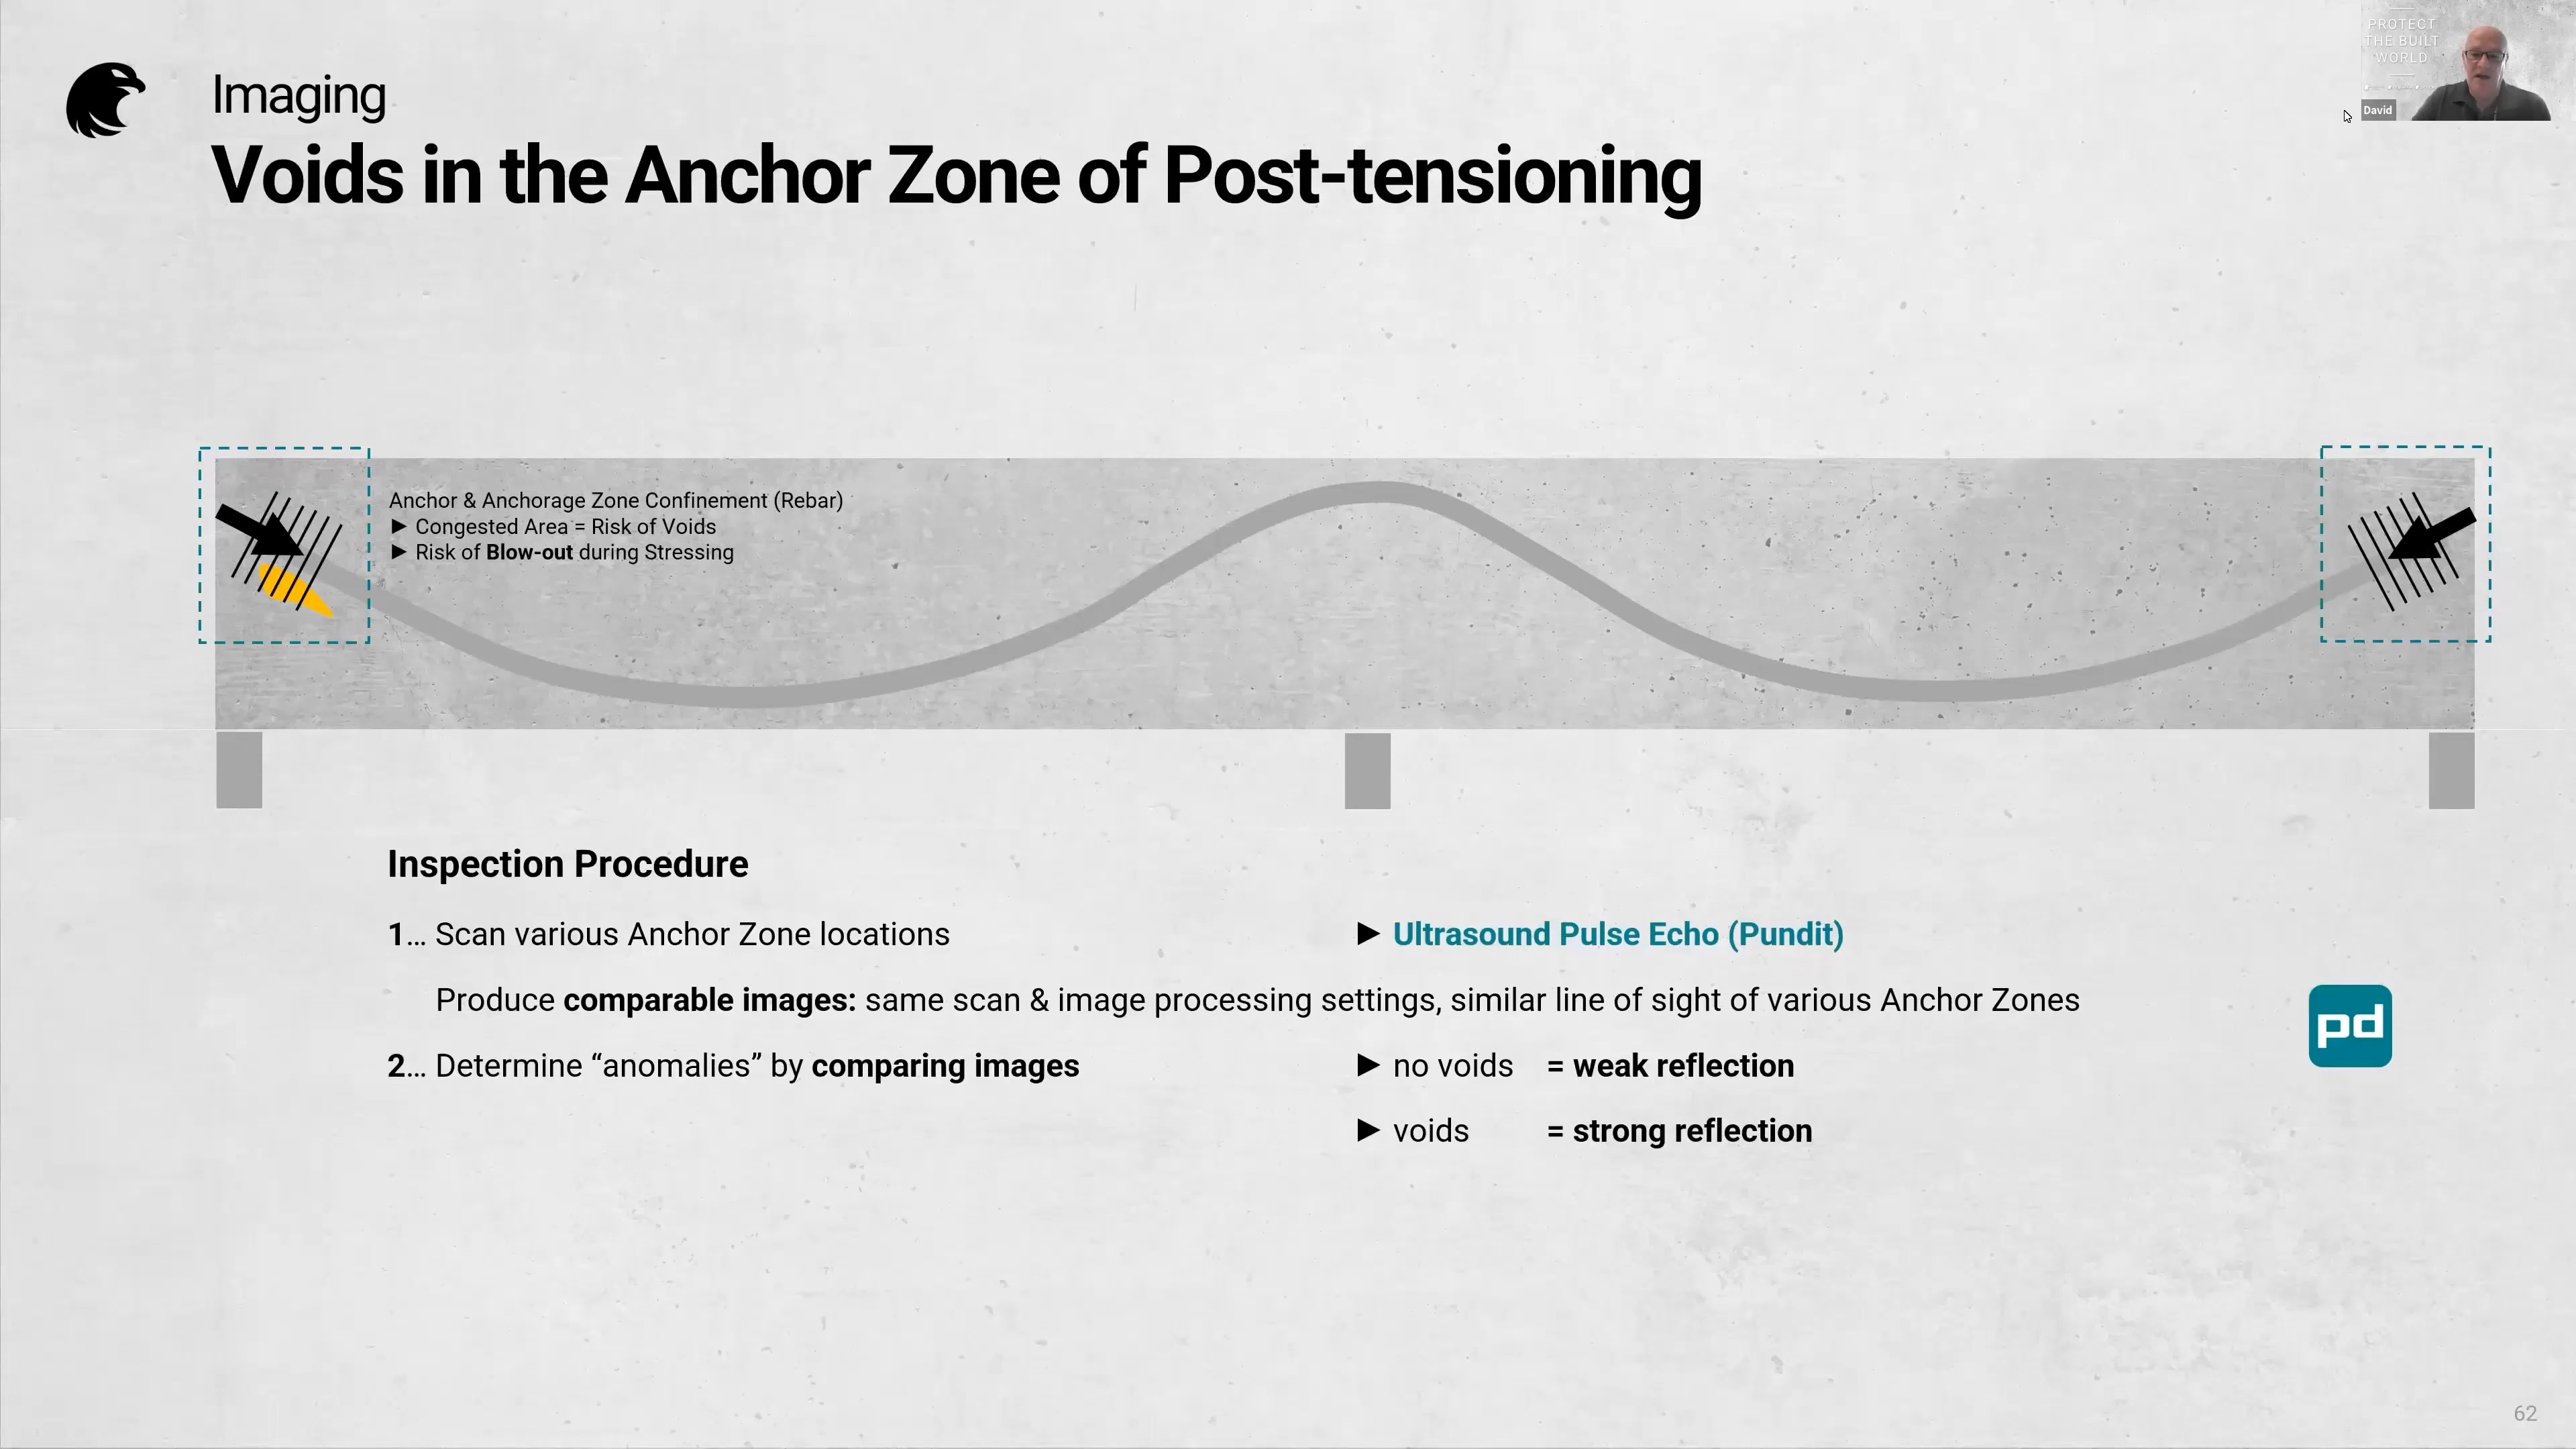 PROTECT
THE BUILT
WORLD
David
Imaging
Voids in the Anchor Zone of Post-tensioning
Anchor & Anchorage Zone Confinement (Rebar)
► Congested Area = Risk of Voids
► Risk of Blow-out during Stressing
Inspection Procedure
1... Scan various Anchor Zone locations ► Ultrasound Pulse Echo (Pundit)
Produce comparable images: same scan & image processing settings, similar line of sight of various Anchor Zones
pd
2... Determine “anomalies” by comparing images ► no voids = weak reflection
► voids = strong reflection
62